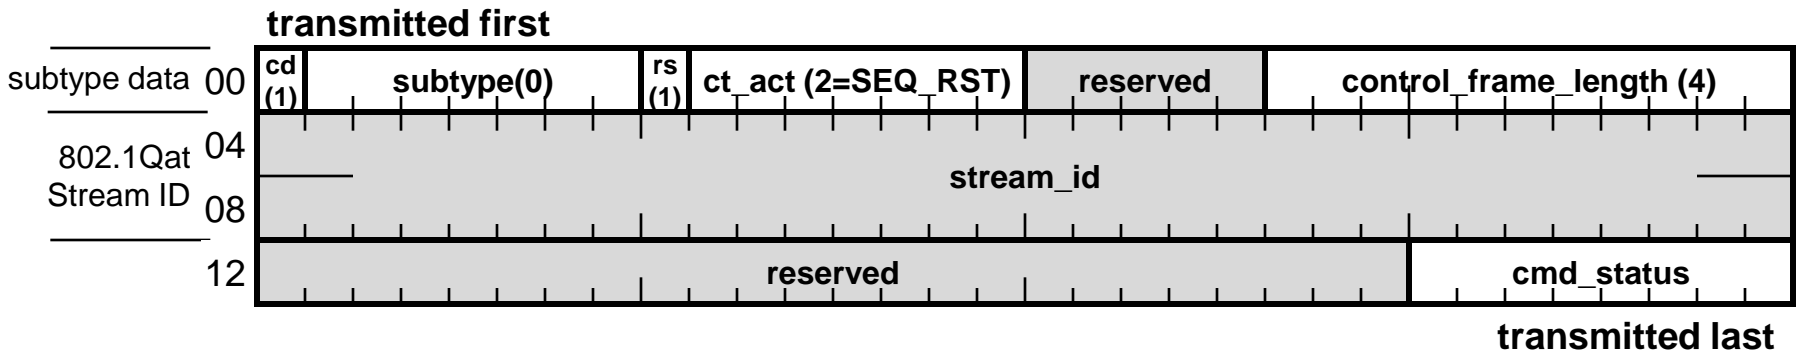 transmitted first
subtype data 00 cd (1) subtype(0) rs (1) ct_act (2=SEQ_RST) reserved control_frame_length (4)
802.1Qat Stream ID 04 08 stream_id
12 reserved cmd_status
transmitted last